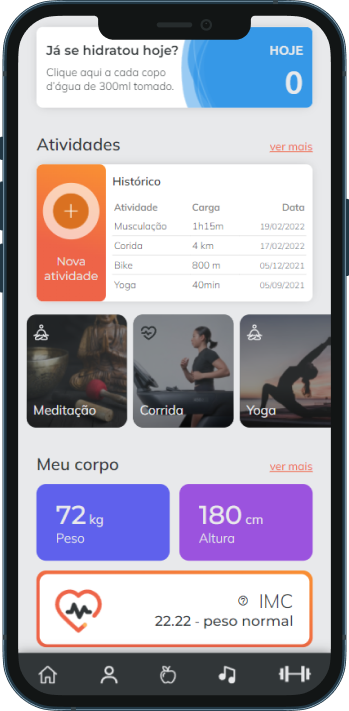 Já se hidratou hoje?
HOJE
Clique aqui a cada copo
d'água de 300ml tomado.
0
Atividades
ver mais
Histórico
Atividade Carga Data
Musculação 1h15m 19/02/2022
Corida 4 km 17/02/2022
Bike 800 m 05/12/2021
Yoga 40min 05/09/2021
Nova
atividade
Meditação
Corrida
Yoga
Meu corpo
ver mais
72 kg
Peso
180 cm
Altura
? IMC
22.22 - peso normal